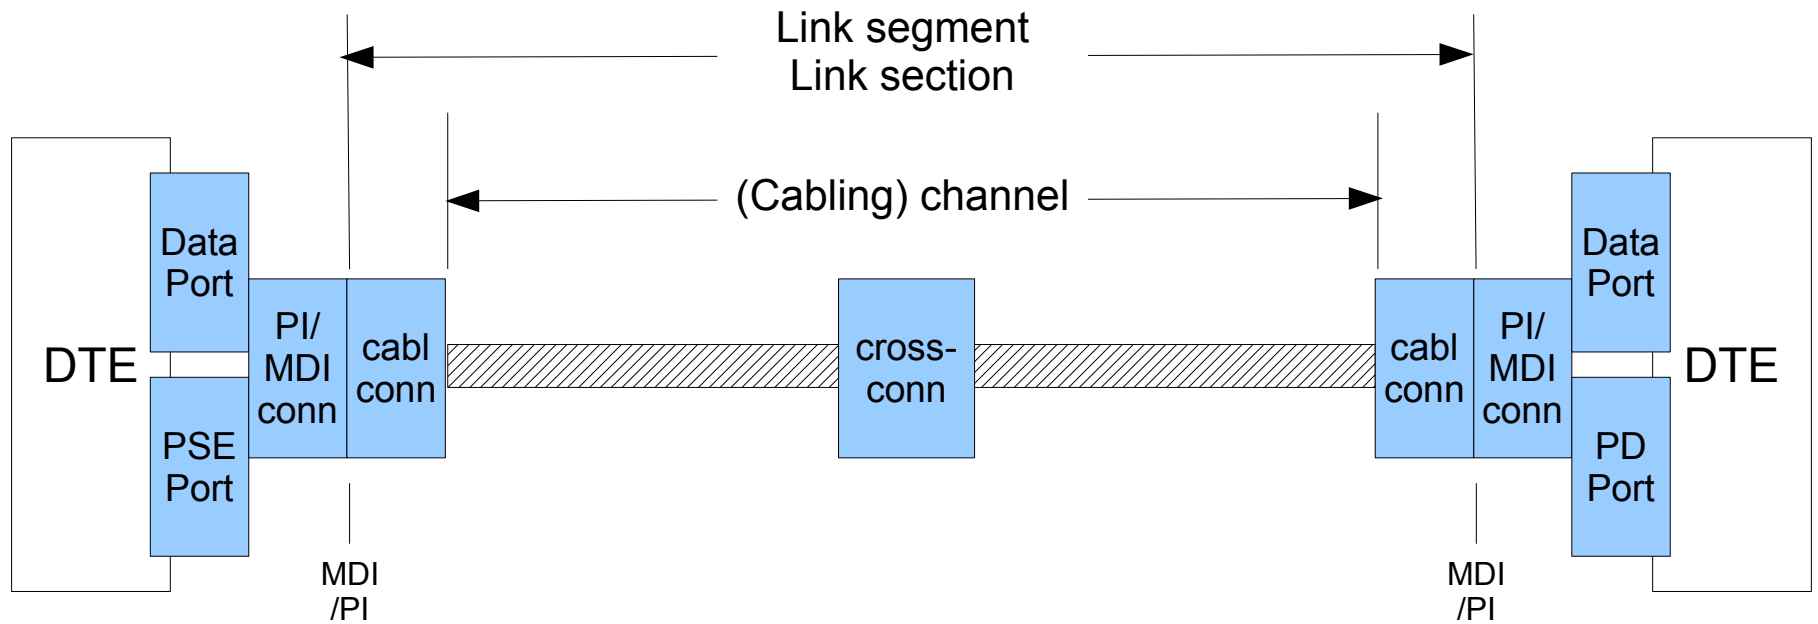 Link segment
Link section
(Cabling) channel
DTE
Data
Port
PSE
Port
PI/
MDI
conn
cabl
conn
cross-
conn
cabl
conn
PI/
MDI
conn
Data
Port
PD
Port
DTE
MDI
/PI
MDI
/PI